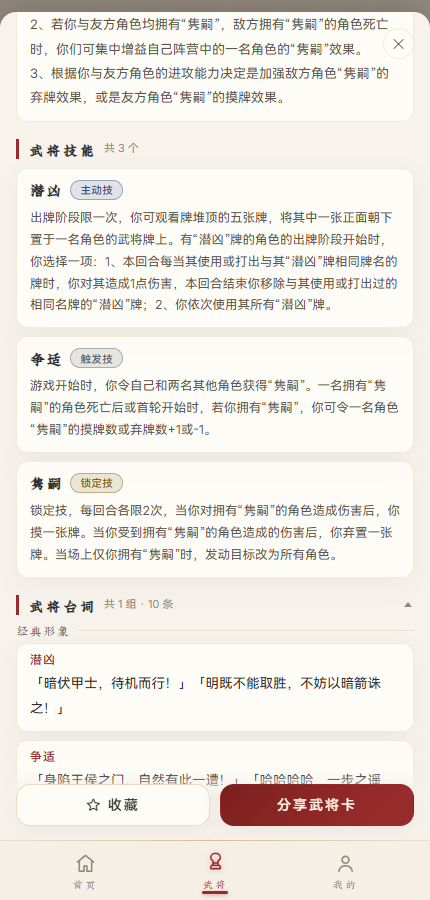 2、若你与友方角色均拥有“隽嗣”，敌方拥有“隽嗣”的角色死亡
时，你们可集中增益自己阵营中的一名角色的“隽嗣”效果。
3、根据你与友方角色的进攻能力决定是加强敌方角色“隽嗣”的
弃牌效果，或是友方角色“隽嗣”的摸牌效果。
武将技能 共 3 个
潜凶 主动技
出牌阶段限一次，你可观看牌堆顶的五张牌，将其中一张正面朝下
置于一名角色的武将牌上。有“潜凶”牌的角色的出牌阶段开始时，
你选择一项：1、本回合每当其使用或打出与其“潜凶”牌相同牌名的
牌时，你对其造成1点伤害，本回合结束你移除与其使用或打出过的
相同名牌的“潜凶”牌；2、你依次使用其所有“潜凶”牌。
争适 触发技
游戏开始时，你令自己和两名其他角色获得“隽嗣”。一名拥有“隽
嗣”的角色死亡后或首轮开始时，若你拥有“隽嗣”，你可令一名角色
“隽嗣”的摸牌数或弃牌数+1或-1。
隽嗣 锁定技
锁定技，每回合各限2次，当你对拥有“隽嗣”的角色造成伤害后，你
摸一张牌。当你受到拥有“隽嗣”的角色造成的伤害后，你弃置一张
牌。当场上仅你拥有“隽嗣”时，发动目标改为所有角色。
武将台词 共 1 组 · 10 条
经典形象
潜凶
「暗伏甲士，待机而行！」「明既不能取胜，不妨以暗箭诛
之！」
争适
「身陷王侯之门，自然有此一遭！」「哈哈哈哈，一步之遥
收藏
分享武将卡
首页
武将
我的